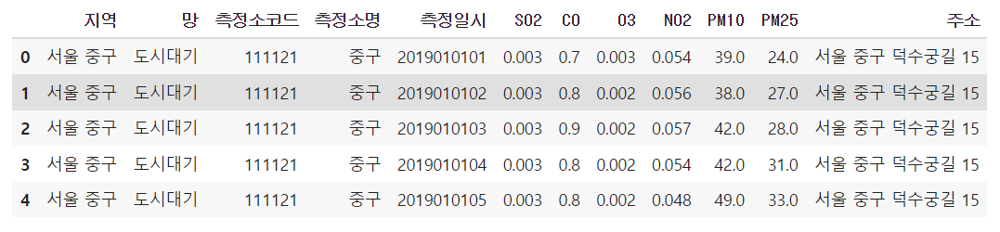 지역 망 측정소코드 측정소명 측정일시 SO2 CO O3 NO2 PM10 PM25 주소
0 서울 중구 도시대기 111121 중구 2019010101 0.003 0.7 0.003 0.054 39.0 24.0 서울 중구 덕수궁길 15
1 서울 중구 도시대기 111121 중구 2019010102 0.003 0.8 0.002 0.056 38.0 27.0 서울 중구 덕수궁길 15
2 서울 중구 도시대기 111121 중구 2019010103 0.003 0.9 0.002 0.057 42.0 28.0 서울 중구 덕수궁길 15
3 서울 중구 도시대기 111121 중구 2019010104 0.003 0.8 0.002 0.054 42.0 31.0 서울 중구 덕수궁길 15
4 서울 중구 도시대기 111121 중구 2019010105 0.003 0.8 0.002 0.048 49.0 33.0 서울 중구 덕수궁길 15